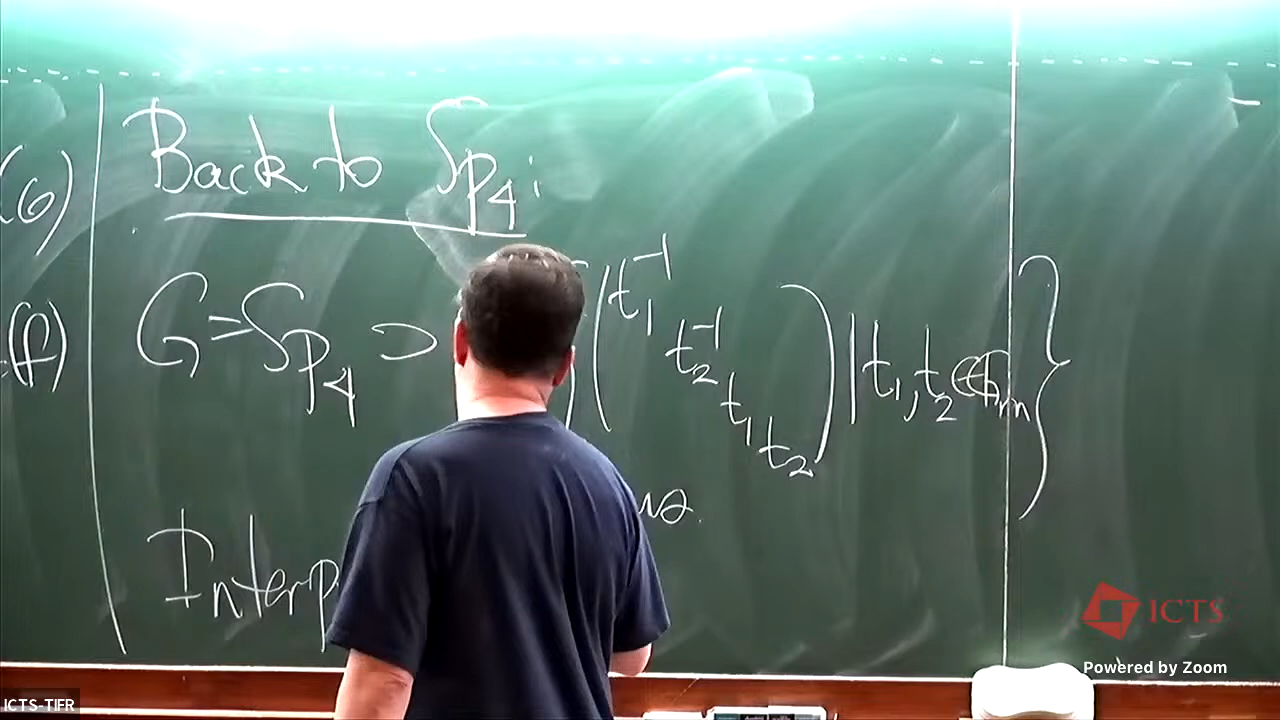 Back to Sp₄:
(G)
G = Sp₄ ⊃ { ( t₁⁻¹ t₂⁻¹ t₁ t₂ ) | t₁, t₂ ∈ 𝔾ₘ }
Interp
ICTS
Powered by Zoom
ICTS-TIFR